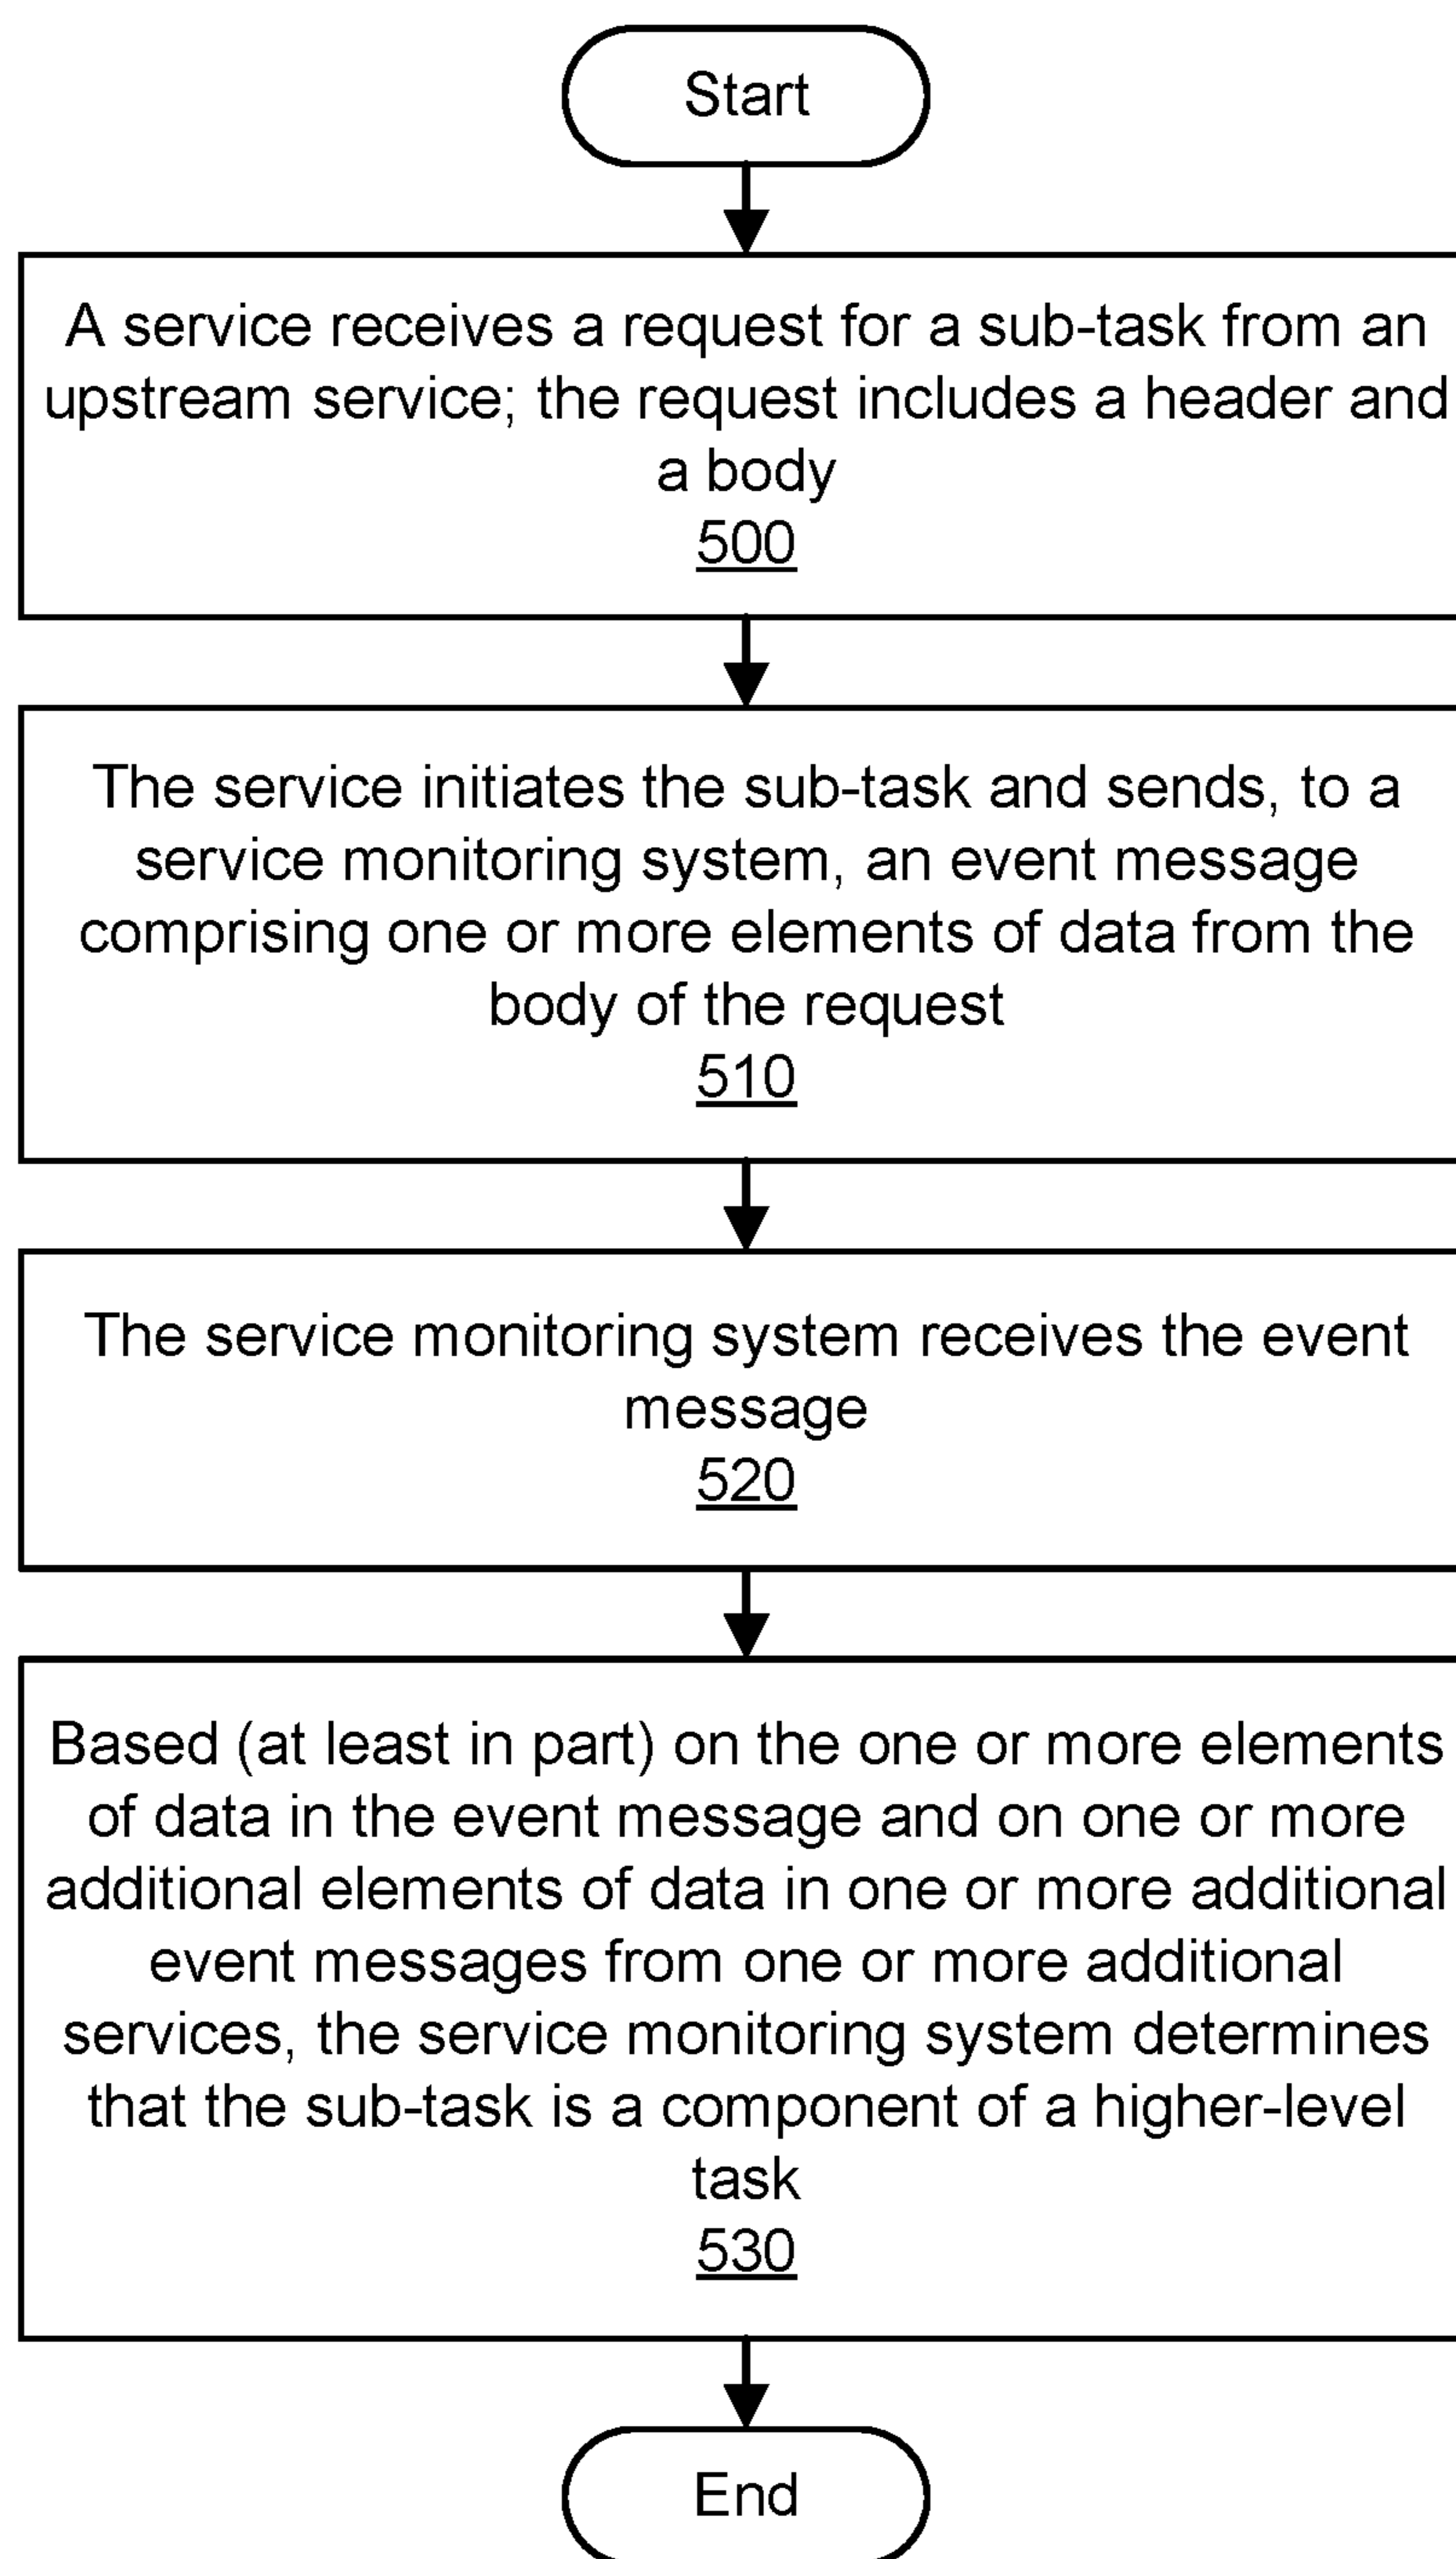 Start
A service receives a request for a sub-task from an
upstream service; the request includes a header and
a body
500
The service initiates the sub-task and sends, to a
service monitoring system, an event message
comprising one or more elements of data from the
body of the request
510
The service monitoring system receives the event
message
520
Based (at least in part) on the one or more elements
of data in the event message and on one or more
additional elements of data in one or more additional
event messages from one or more additional
services, the service monitoring system determines
that the sub-task is a component of a higher-level
task
530
End